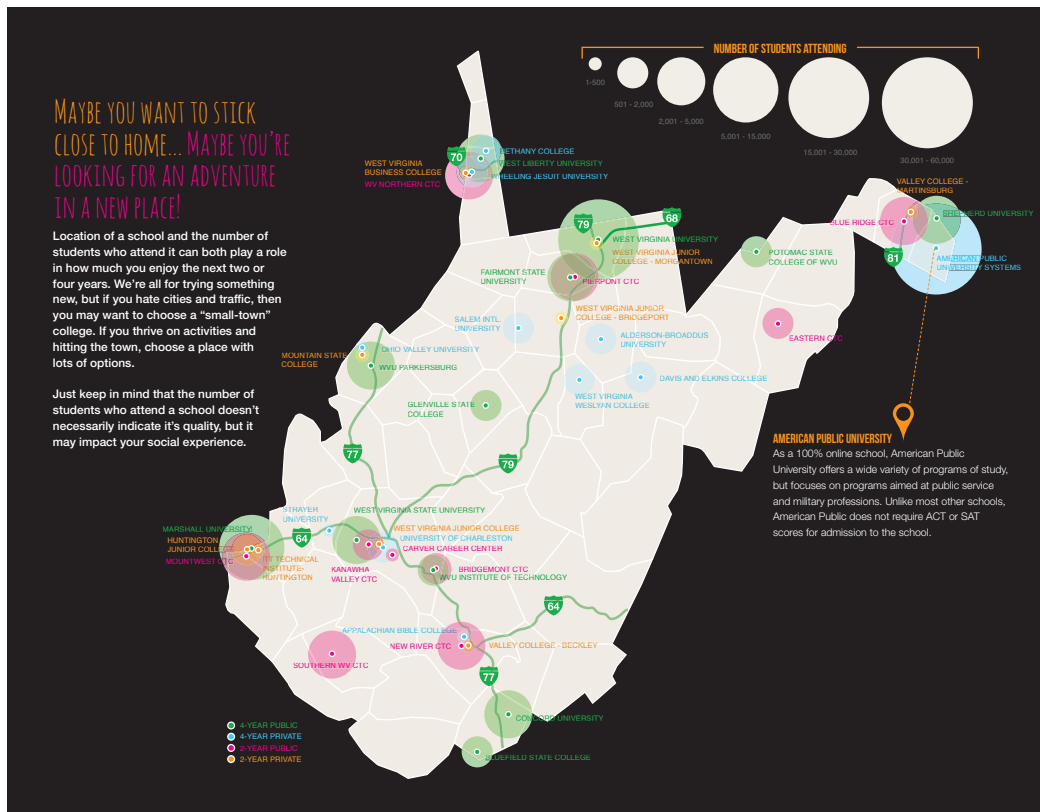 NUMBER OF STUDENTS ATTENDING
1-500
501 - 2,000
2,001 - 5,000
5,001 - 15,000
15,001 - 30,000
30,001 - 60,000
MAYBE YOU WANT TO STICK
CLOSE TO HOME... MAYBE YOU'RE
LOOKING FOR AN ADVENTURE
IN A NEW PLACE!
Location of a school and the number of
students who attend it can both play a role
in how much you enjoy the next two or
four years. We're all for trying something
new, but if you hate cities and traffic, then
you may want to choose a “small-town”
college. If you thrive on activities and
hitting the town, choose a place with
lots of options.
Just keep in mind that the number of
students who attend a school doesn't
necessarily indicate it's quality, but it
may impact your social experience.
70
BETHANY COLLEGE
WEST LIBERTY UNIVERSITY
WHEELING JESUIT UNIVERSITY
WEST VIRGINIA
BUSINESS COLLEGE
WV NORTHERN CTC
VALLEY COLLEGE -
MARTINSBURG
BLUE RIDGE CTC
SHEPHERD UNIVERSITY
81
AMERICAN PUBLIC
UNIVERSITY SYSTEMS
79
68
WEST VIRGINIA UNIVERSITY
WEST VIRGINIA JUNIOR
COLLEGE - MORGANTOWN
POTOMAC STATE
COLLEGE OF WVU
FAIRMONT STATE
UNIVERSITY
PIERPONT CTC
WEST VIRGINIA JUNIOR
COLLEGE - BRIDGEPORT
SALEM INTL.
UNIVERSITY
ALDERSON-BROADDUS
UNIVERSITY
EASTERN CTC
OHIO VALLEY UNIVERSITY
MOUNTAIN STATE
COLLEGE
WVU PARKERSBURG
DAVIS AND ELKINS COLLEGE
WEST VIRGINIA
WESLYAN COLLEGE
GLENVILLE STATE
COLLEGE
77
79
AMERICAN PUBLIC UNIVERSITY
As a 100% online school, American Public
University offers a wide variety of programs of study,
but focuses on programs aimed at public service
and military professions. Unlike most other schools,
American Public does not require ACT or SAT
scores for admission to the school.
STRAYER
UNIVERSITY
WEST VIRGINIA STATE UNIVERSITY
MARSHALL UNIVERSITY
HUNTINGTON
JUNIOR COLLEGE
MOUNTWEST CTC
64
ITT TECHNICAL
INSTITUTE-
HUNTINGTON
WEST VIRGINIA JUNIOR COLLEGE
UNIVERSITY OF CHARLESTON
CARVER CAREER CENTER
KANAWHA
VALLEY CTC
BRIDGEMONT CTC
WVU INSTITUTE OF TECHNOLOGY
64
APPALACHIAN BIBLE COLLEGE
NEW RIVER CTC
VALLEY COLLEGE - BECKLEY
SOUTHERN WV CTC
77
CONCORD UNIVERSITY
BLUEFIELD STATE COLLEGE
4-YEAR PUBLIC
4-YEAR PRIVATE
2-YEAR PUBLIC
2-YEAR PRIVATE